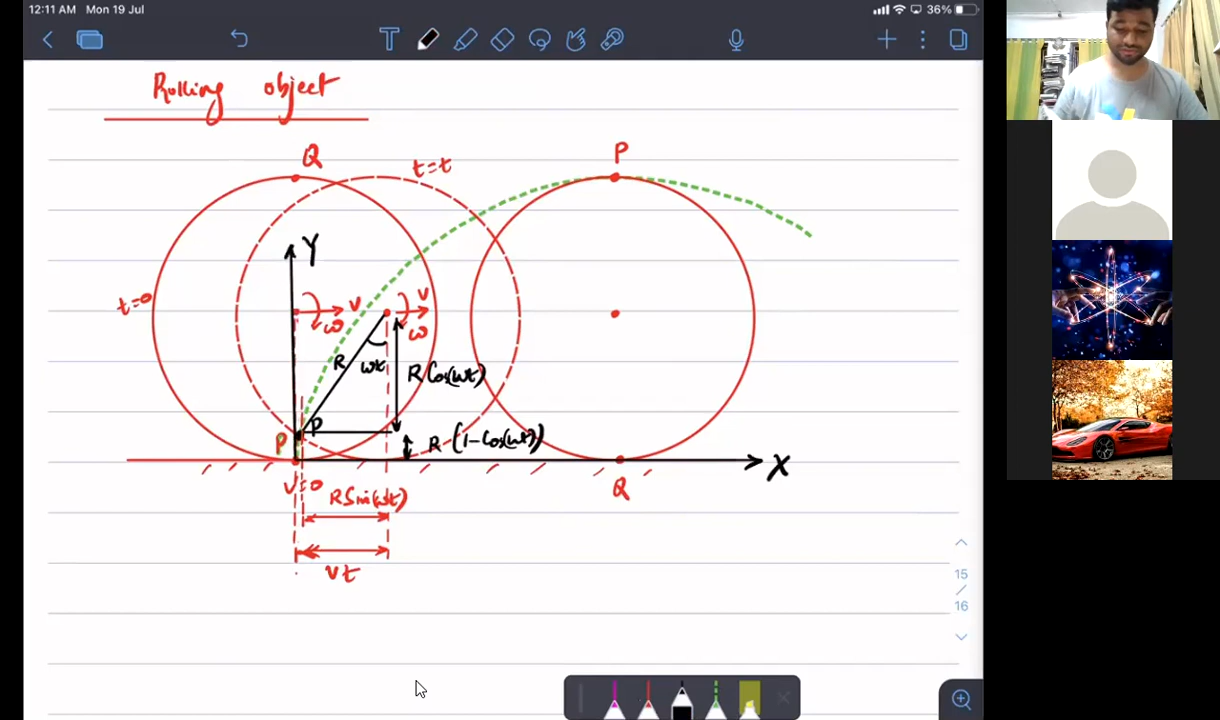 12:11 AM Mon 19 Jul
36%
T
Rolling object
Q
t=t
P
Y
t=0
v
ω
v
ω
R
ωt
R Cos(ωt)
P
P
R (1-Cos(ωt))
X
v=0
RSin(ωt)
Q
vt
15
/
16